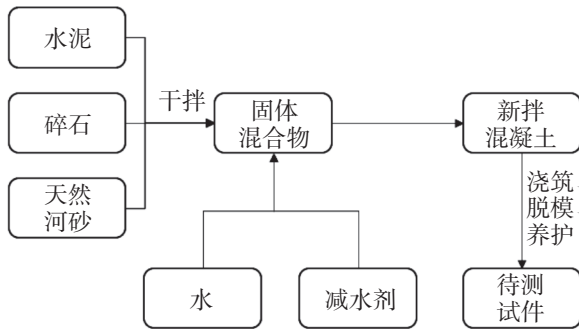 水泥
碎石
天然
河砂
干拌
固体
混合物
新拌
混凝土
浇筑、
脱模、
养护
水
减水剂
待测
试件